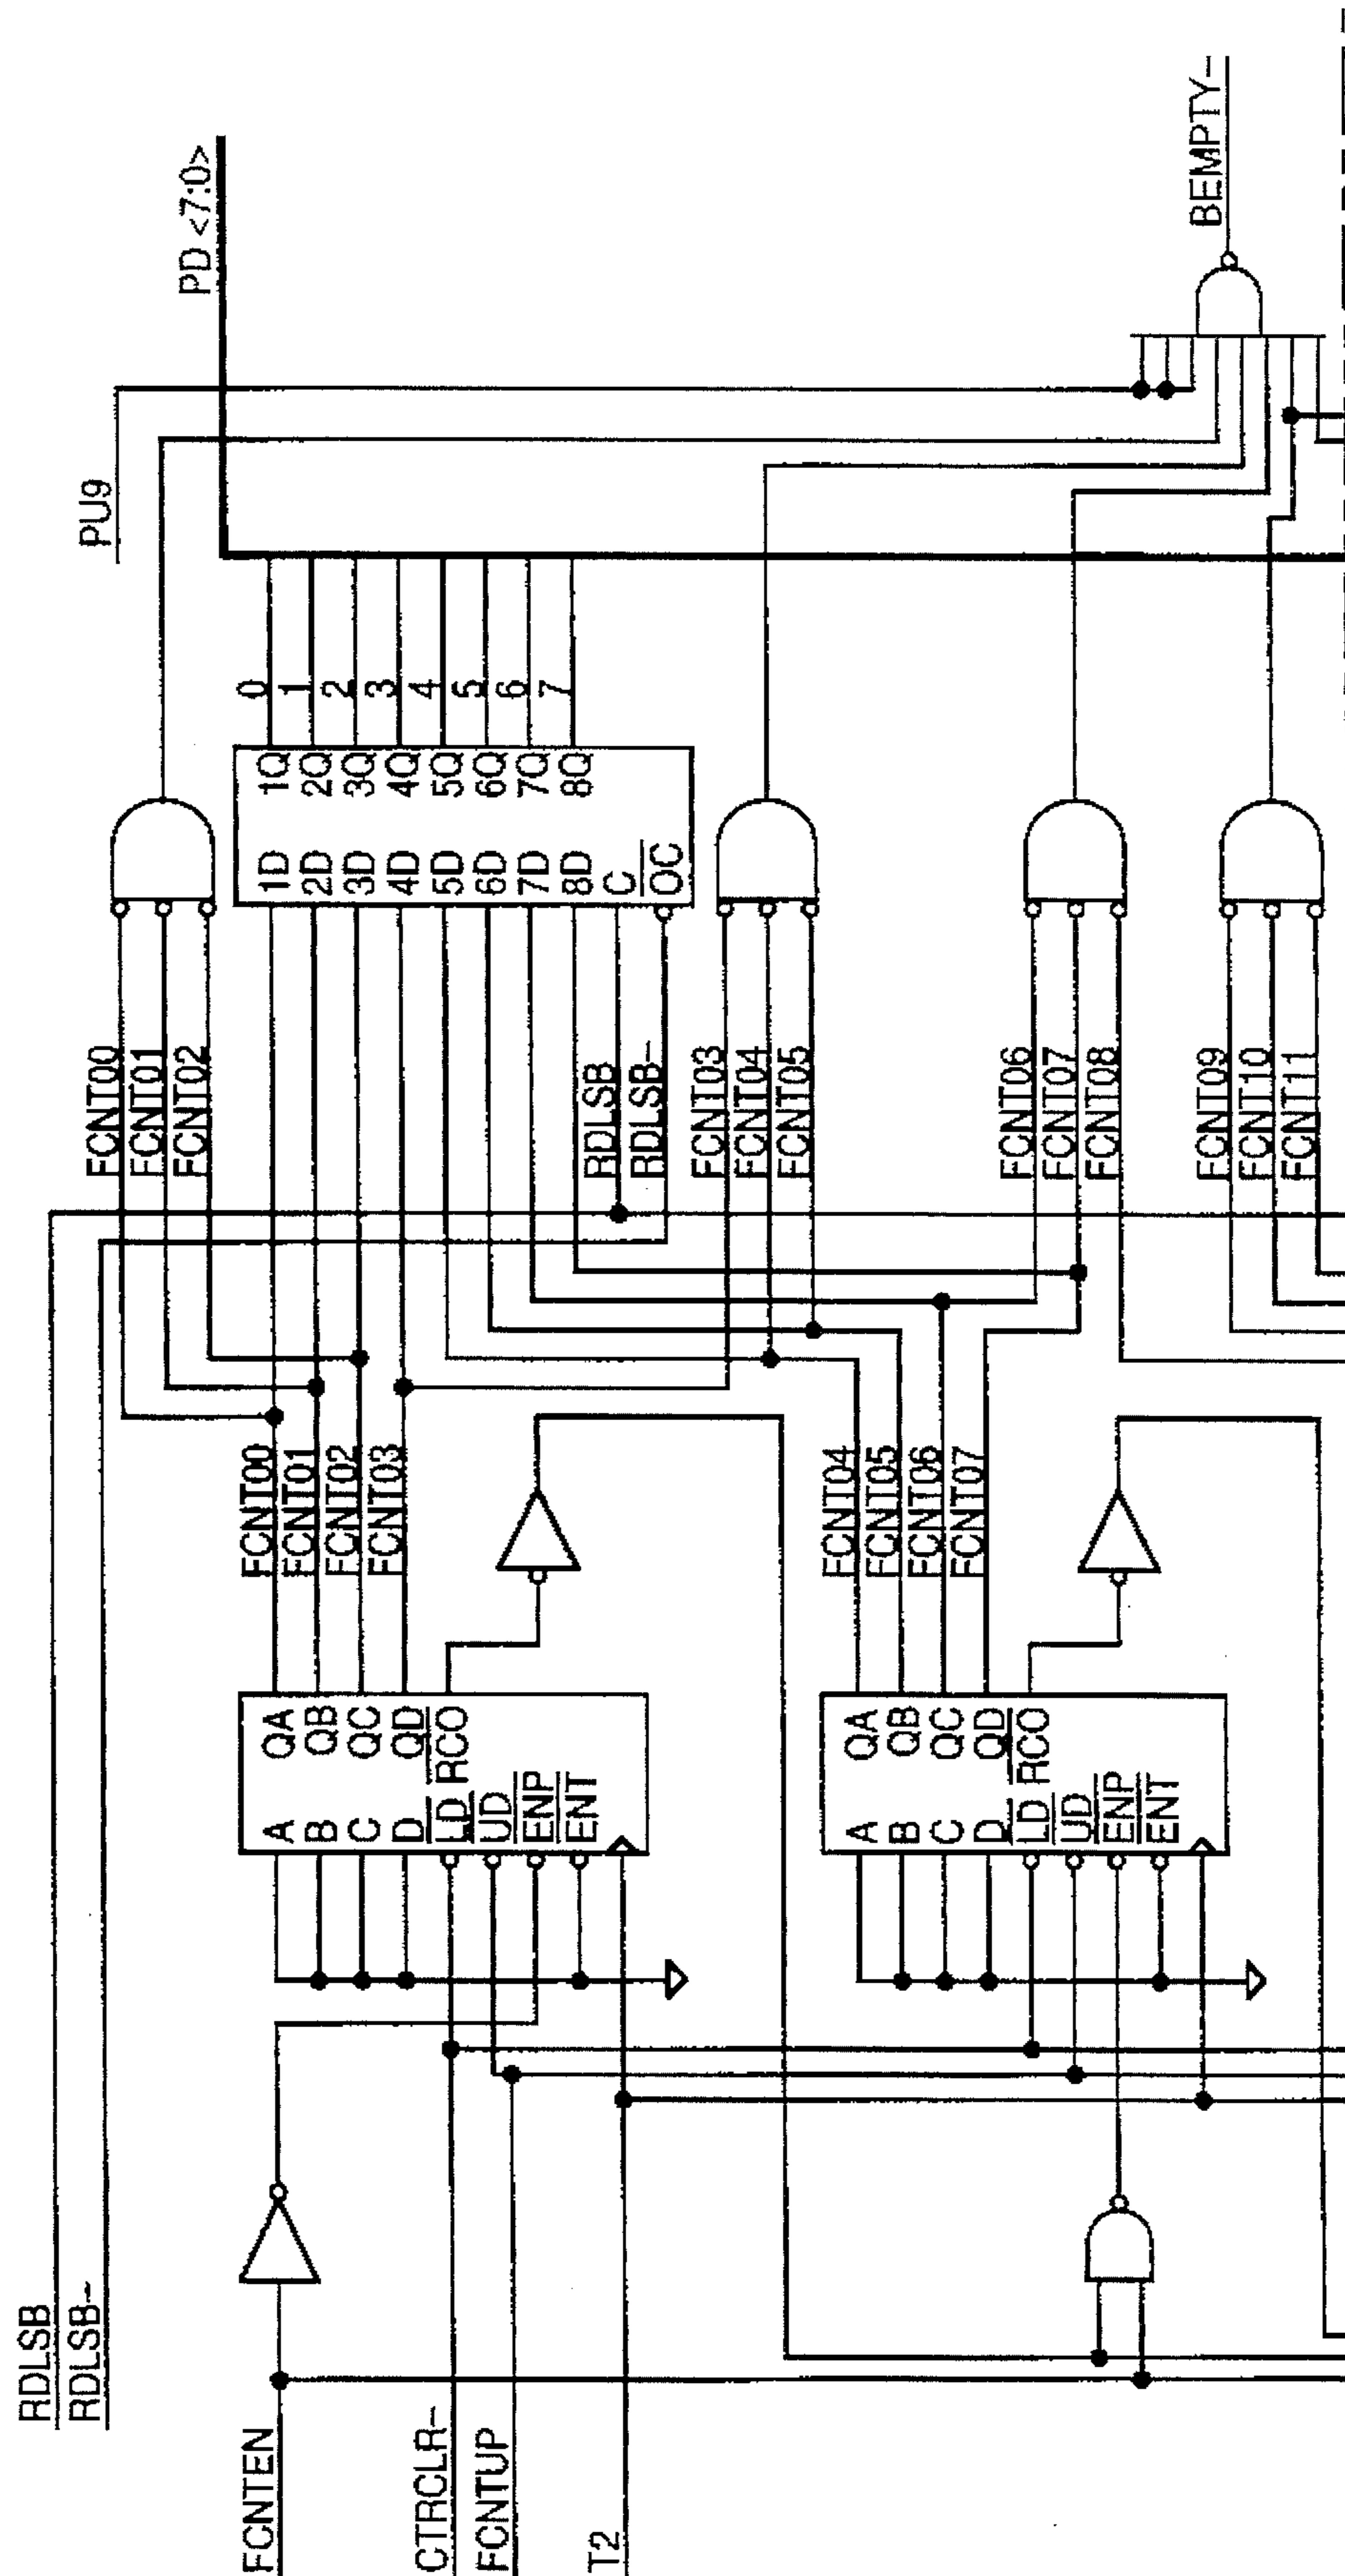 RDLSB
RDLSB-
FCNTEN
CTRCLR-
FCNTUP
T2
A QA
B QB
C QC
D QD
LD RCO
UD
ENP
ENT
A QA
B QB
C QC
D QD
LD RCO
UD
ENP
ENT
FCNT00
FCNT01
FCNT02
FCNT03
FCNT04
FCNT05
FCNT06
FCNT07
FCNT00
FCNT01
FCNT02
RDLSB
RDLSB-
FCNT03
FCNT04
FCNT05
FCNT06
FCNT07
FCNT08
FCNT09
FCNT10
FCNT11
1D 1Q
2D 2Q
3D 3Q
4D 4Q
5D 5Q
6D 6Q
7D 7Q
8D 8Q
C
OC
0
1
2
3
4
5
6
7
PU9
PD <7:0>
BEMPTY-